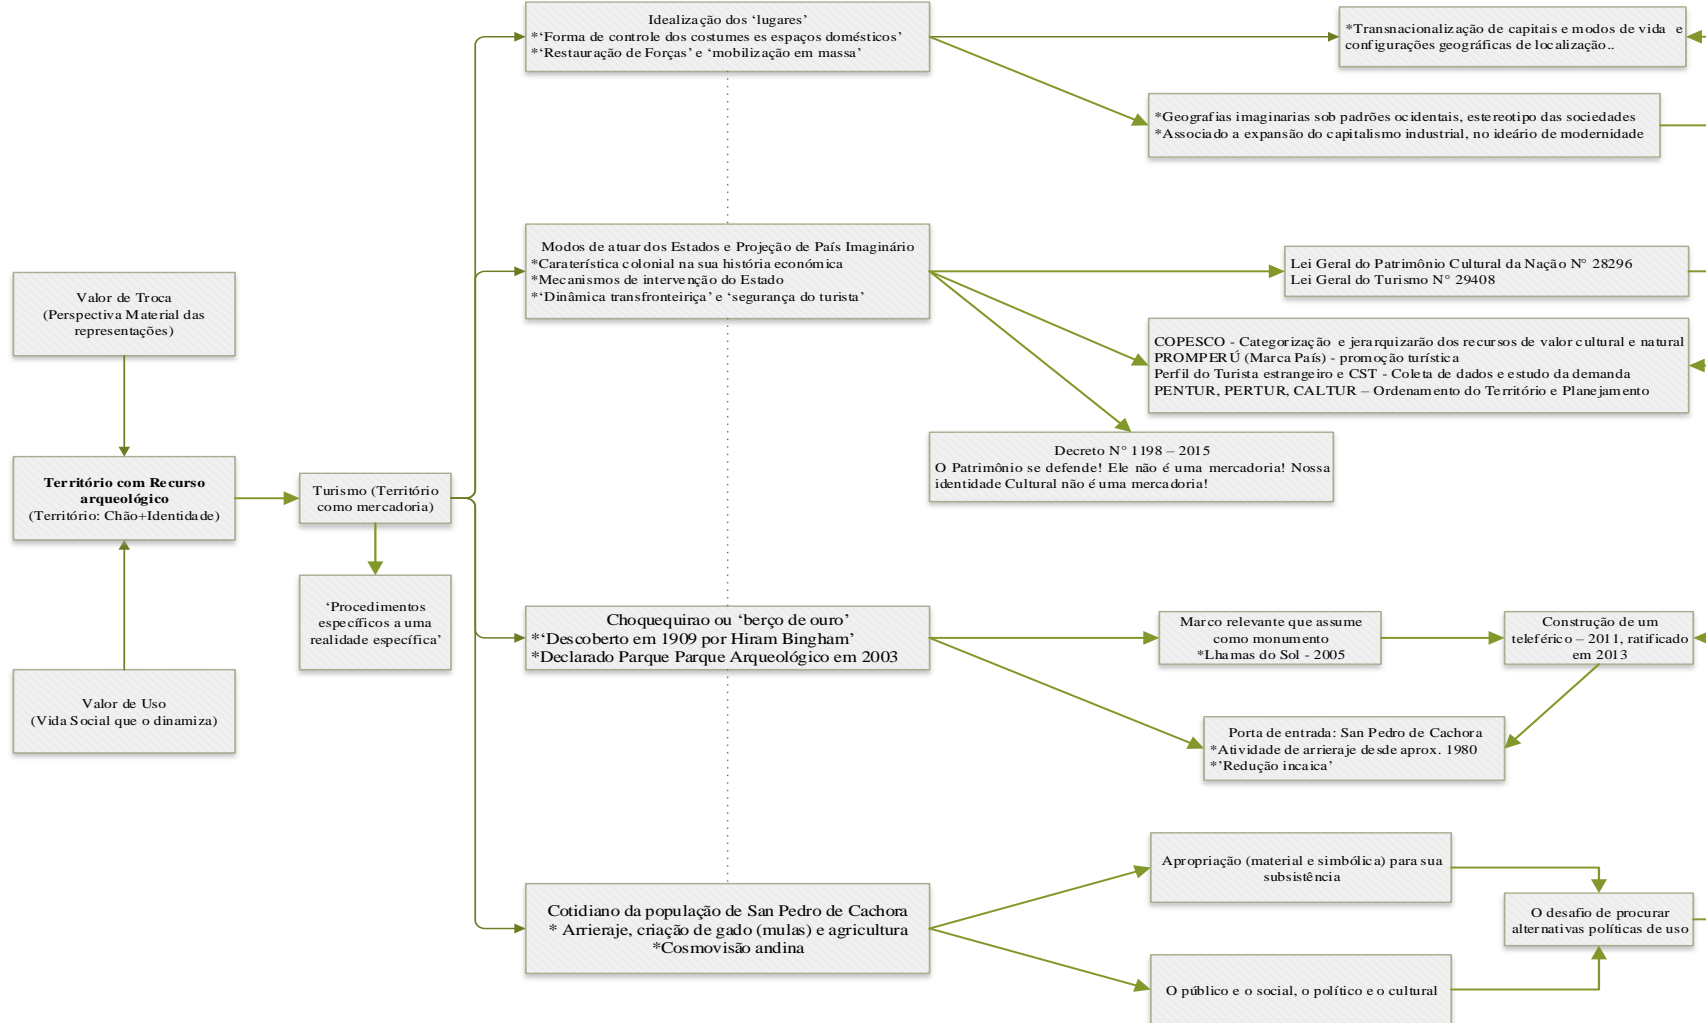 Idealização dos ‘lugares’
*‘Forma de controle dos costumes es espaços domésticos’
*‘Restauração de Forças’ e ‘mobilização em massa’
*Transnacionalização de capitais e modos de vida e
configurações geográficas de localização..
*Geografias imaginarias sob padrões ocidentais, estereotipo das sociedades
*Associado a expansão do capitalismo industrial, no ideário de modernidade
Modos de atuar dos Estados e Projeção de País Imaginário
*Caraterística colonial na sua história económica
*Mecanismos de intervenção do Estado
*‘Dinâmica transfronteiriça’ e ‘segurança do turista’
Lei Geral do Patrimônio Cultural da Nação N° 28296
Lei Geral do Turismo N° 29408
COPESCO - Categorização e jerarquizarão dos recursos de valor cultural e natural
PROMPERÚ (Marca País) - promoção turística
Perfil do Turista estrangeiro e CST - Coleta de dados e estudo da demanda
PENTUR, PERTUR, CALTUR – Ordenamento do Território e Planejamento
Decreto N° 1198 – 2015
O Patrimônio se defende! Ele não é uma mercadoria! Nossa
identidade Cultural não é uma mercadoria!
Valor de Troca
(Perspectiva Material das
representações)
Território com Recurso
arqueológico
(Território: Chão+Identidade)
Turismo (Território
como mercadoria)
‘Procedimentos
específicos a uma
realidade específica’
Valor de Uso
(Vida Social que o dinamiza)
Choquequirao ou ‘berço de ouro’
*‘Descoberto em 1909 por Hiram Bingham’
*Declarado Parque Parque Arqueológico em 2003
Marco relevante que assume
como monumento
*Lhamas do Sol - 2005
Construção de um
teleférico – 2011, ratificado
em 2013
Porta de entrada: San Pedro de Cachora
*Atividade de arrieraje desde aprox. 1980
*’Redução incaica’
Cotidiano da população de San Pedro de Cachora
* Arrieraje, criação de gado (mulas) e agricultura
*Cosmovisão andina
Apropriação (material e simbólica) para sua
subsistência
O desafio de procurar
alternativas políticas de uso
O público e o social, o político e o cultural